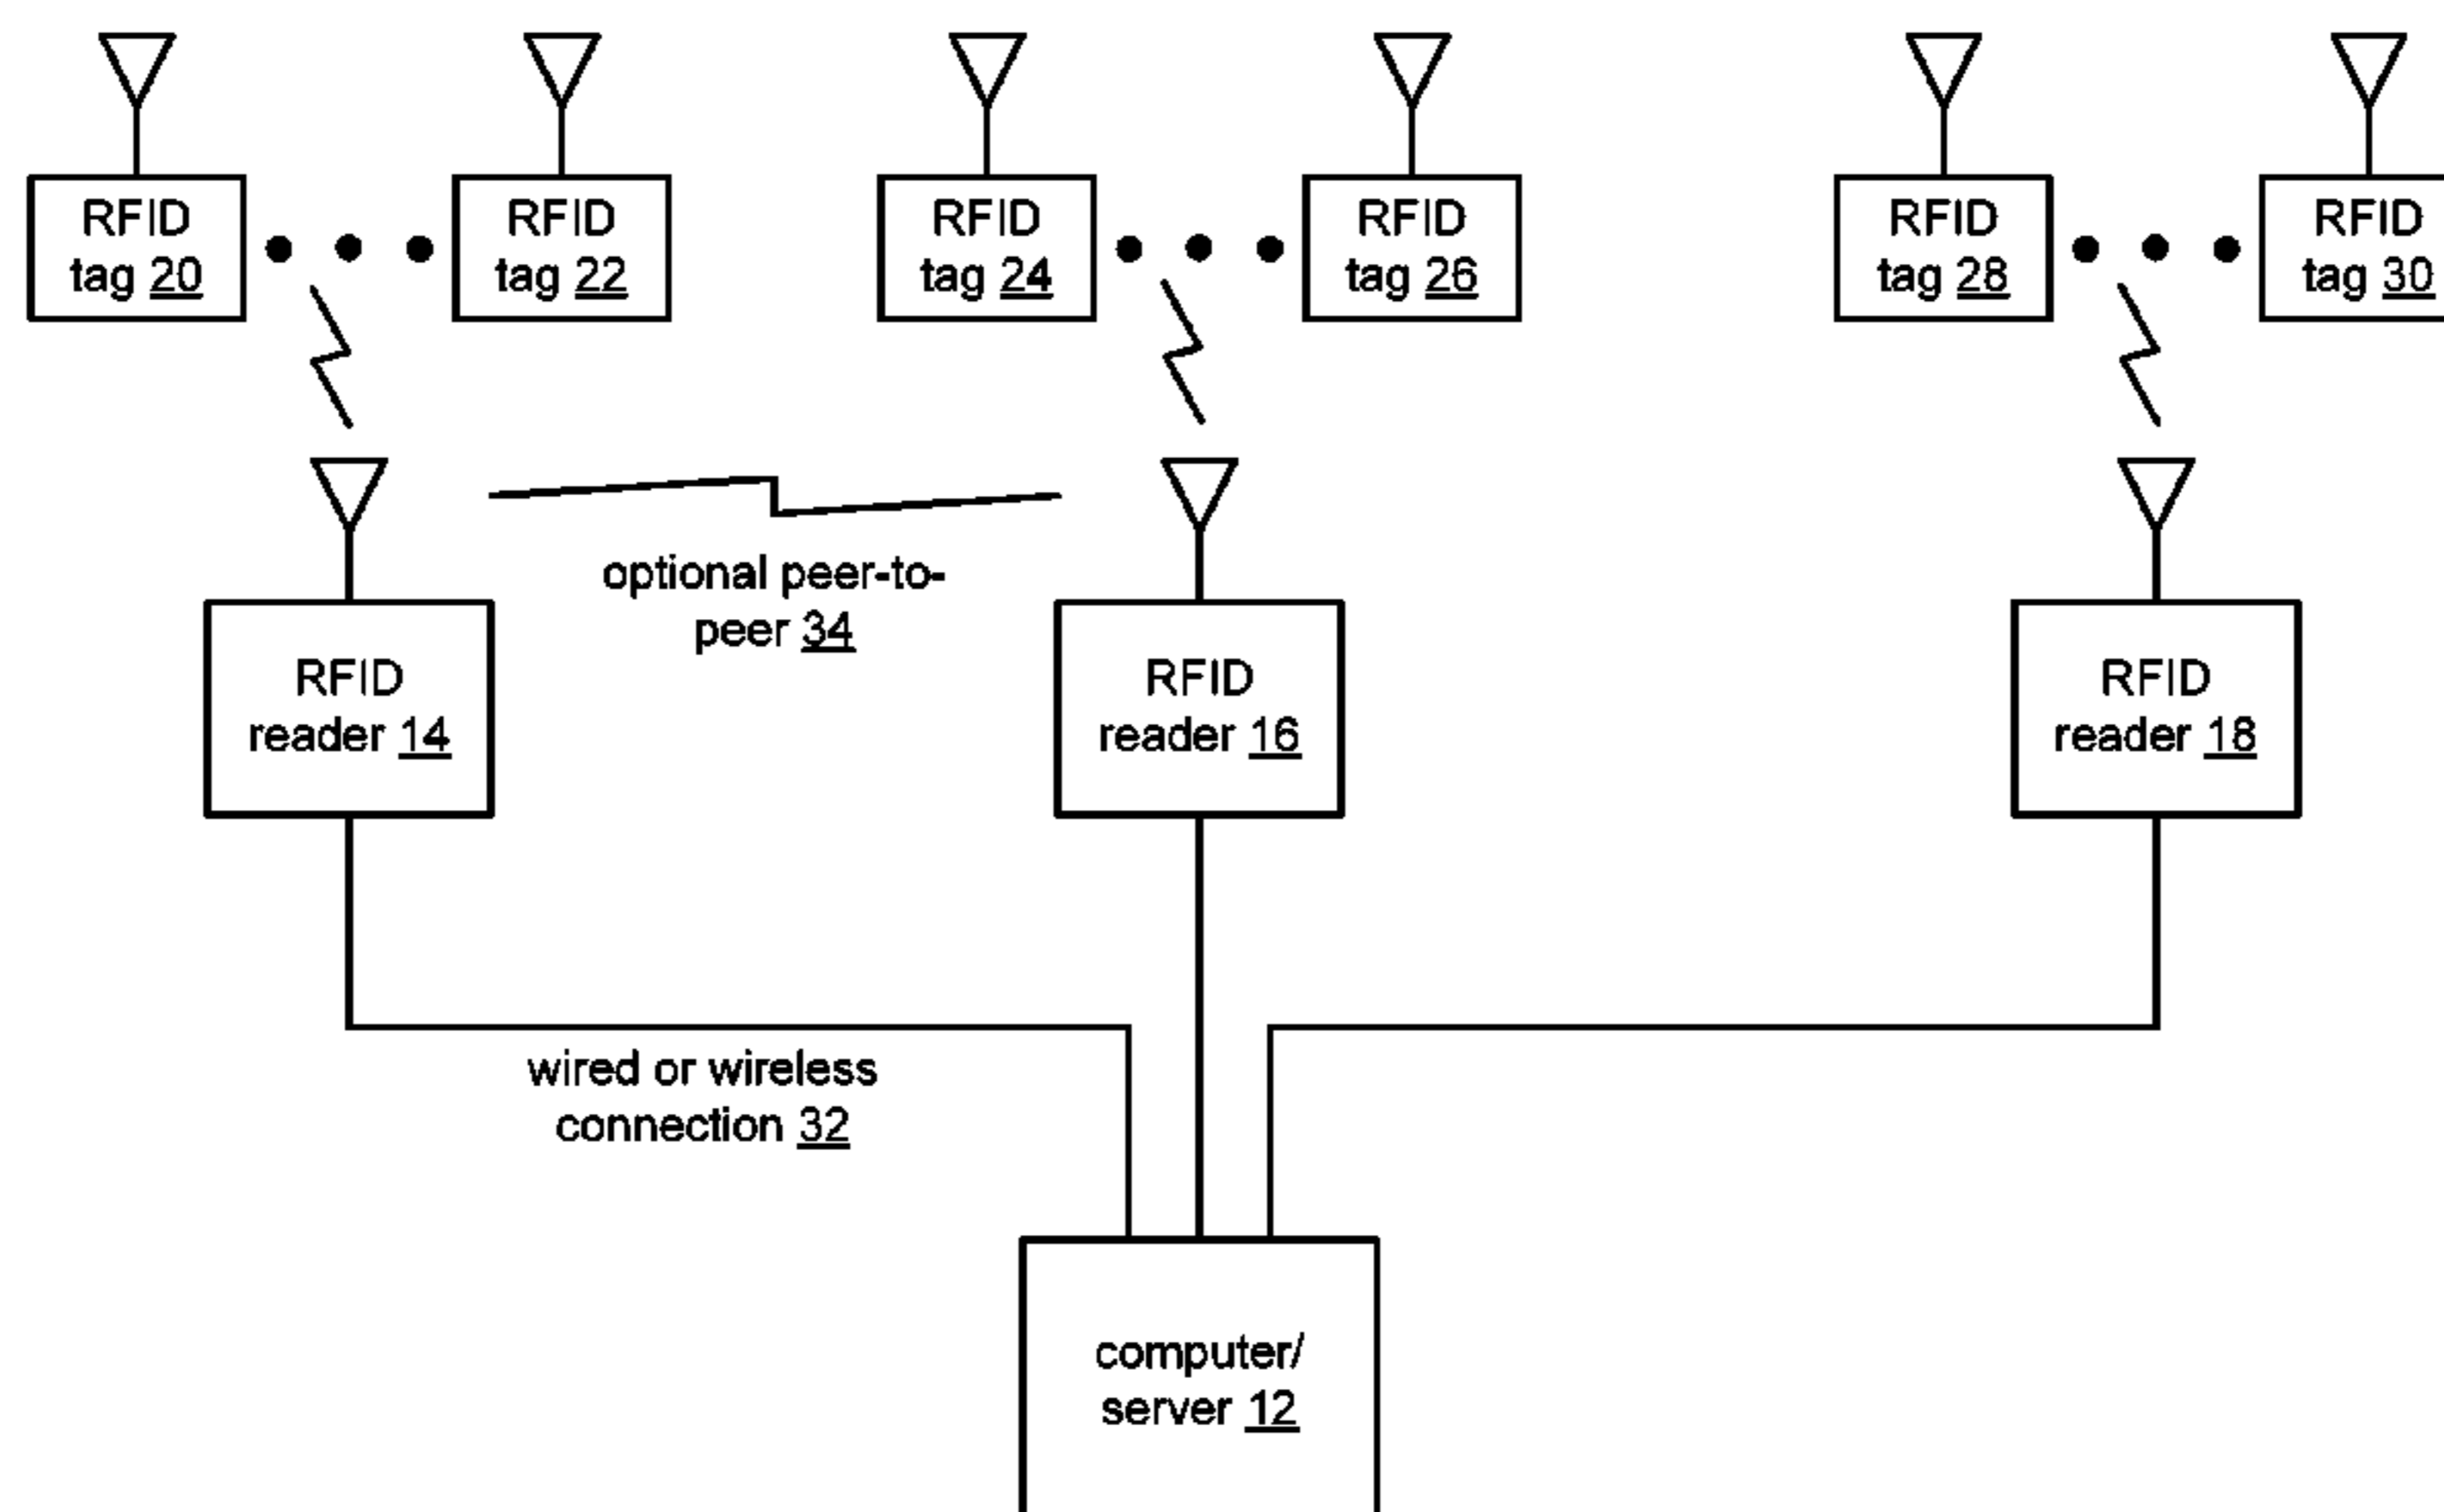 RFID
tag 20
RFID
tag 22
RFID
tag 24
RFID
tag 26
RFID
tag 28
RFID
tag 30
optional peer-to-
peer 34
RFID
reader 14
RFID
reader 16
RFID
reader 18
wired or wireless
connection 32
computer/
server 12